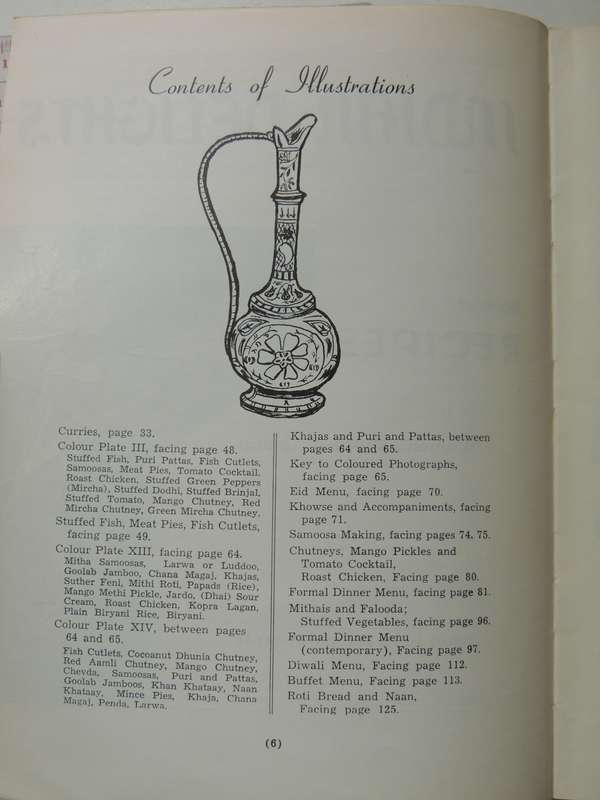 Contents of Illustrations
Curries, page 33.
Colour Plate III, facing page 48.
Stuffed Fish, Puri Pattas, Fish Cutlets,
Samoosas, Meat Pies, Tomato Cocktail,
Roast Chicken, Stuffed Green Peppers
(Mircha), Stuffed Dodhi, Stuffed Brinjal,
Stuffed Tomato, Mango Chutney, Red
Mircha Chutney, Green Mircha Chutney.
Stuffed Fish, Meat Pies, Fish Cutlets,
facing page 49.
Colour Plate XIII, facing page 64.
Mitha Samoosas, Larwa or Luddoo,
Goolab Jamboo, Chana Magaj, Khajas,
Suther Feni, Mithi Roti, Papads (Rice),
Mango Methi Pickle, Jardo, (Dhai) Sour
Cream, Roast Chicken, Kopra Lagan,
Plain Biryani Rice, Biryani.
Colour Plate XIV, between pages
64 and 65.
Fish Cutlets, Cocoanut Dhunia Chutney,
Red Aamli Chutney, Mango Chutney,
Chevda, Samoosas, Puri and Pattas,
Goolab Jamboos, Khan Khataay, Naan
Khataay, Mince Pies, Khaja, Chana
Magaj, Penda, Larwa.
Khajas and Puri and Pattas, between
pages 64 and 65.
Key to Coloured Photographs,
facing page 65.
Eid Menu, facing page 70.
Khowse and Accompaniments, facing
page 71.
Samoosa Making, facing pages 74, 75.
Chutneys, Mango Pickles and
Tomato Cocktail,
Roast Chicken, Facing page 80.
Formal Dinner Menu, facing page 81.
Mithais and Falooda;
Stuffed Vegetables, facing page 96.
Formal Dinner Menu
(contemporary), Facing page 97.
Diwali Menu, Facing page 112.
Buffet Menu, Facing page 113.
Roti Bread and Naan,
Facing page 125.
(6)